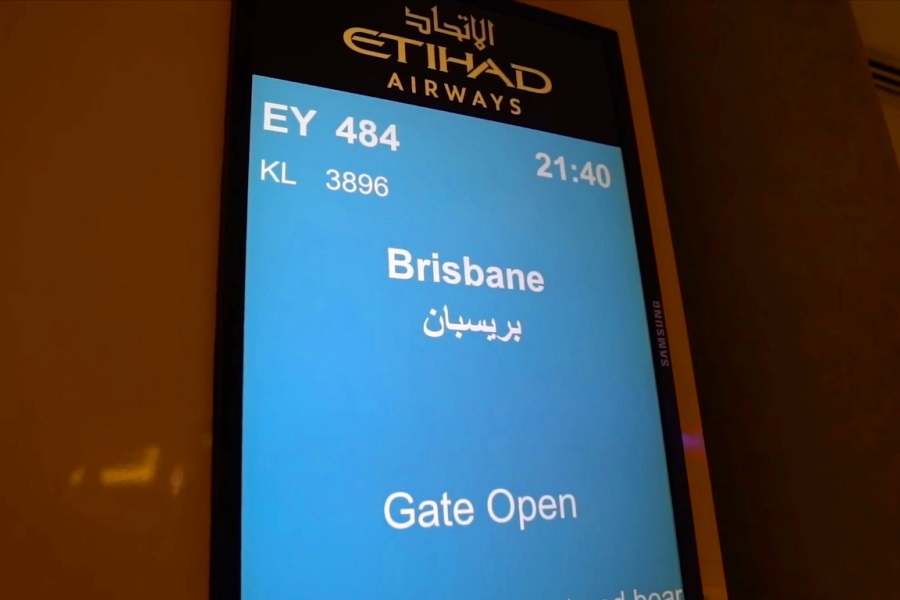 الاتحاد
ETIHAD
AIRWAYS
EY 484
21:40
KL 3896
Brisbane
بريسبان
Gate Open
SAMSUNG